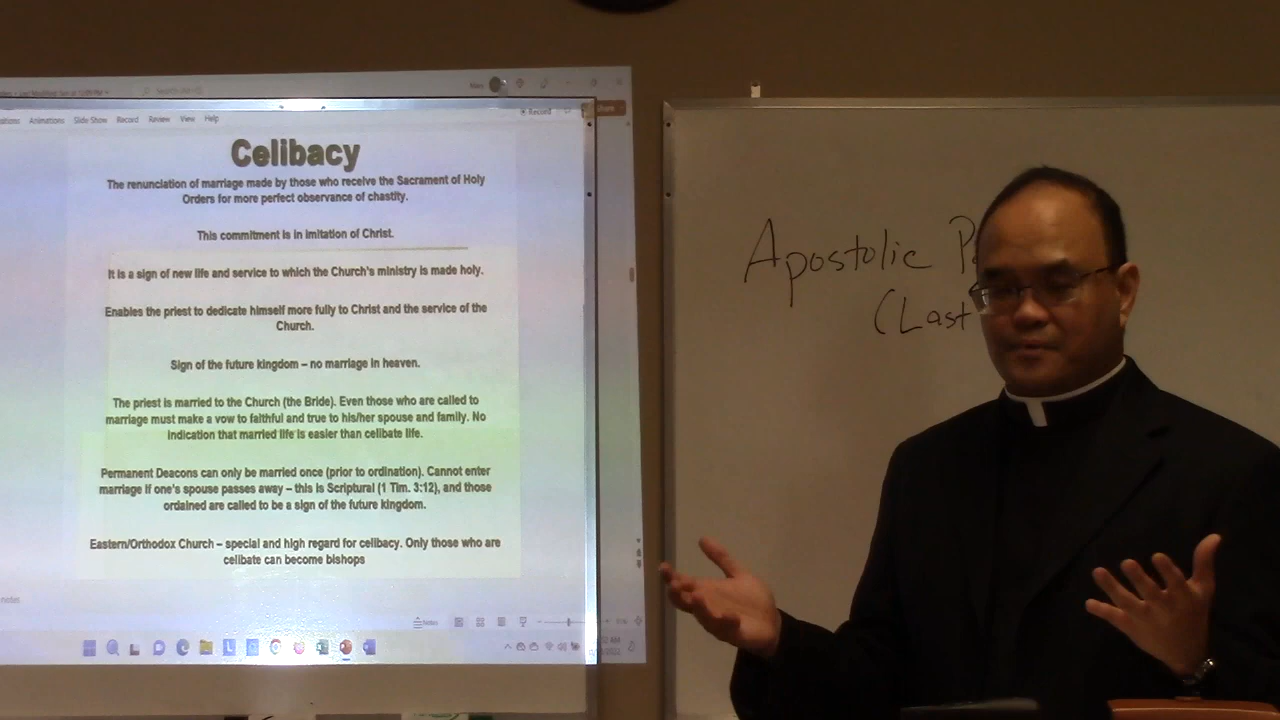 Animations Slide Show Record Review View Help
Record
Celibacy
The renunciation of marriage made by those who receive the Sacrament of Holy
Orders for more perfect observance of chastity.
This commitment is in imitation of Christ.
It is a sign of new life and service to which the Church's ministry is made holy.
Enables the priest to dedicate himself more fully to Christ and the service of the
Church.
Sign of the future kingdom – no marriage in heaven.
The priest is married to the Church (the Bride). Even those who are called to
marriage must make a vow to faithful and true to his/her spouse and family. No
indication that married life is easier than celibate life.
Permanent Deacons can only be married once (prior to ordination). Cannot enter
marriage if one's spouse passes away – this is Scriptural (1 Tim. 3:12), and those
ordained are called to be a sign of the future kingdom.
Eastern/Orthodox Church – special and high regard for celibacy. Only those who are
celibate can become bishops
Notes
Apostolic
(Last